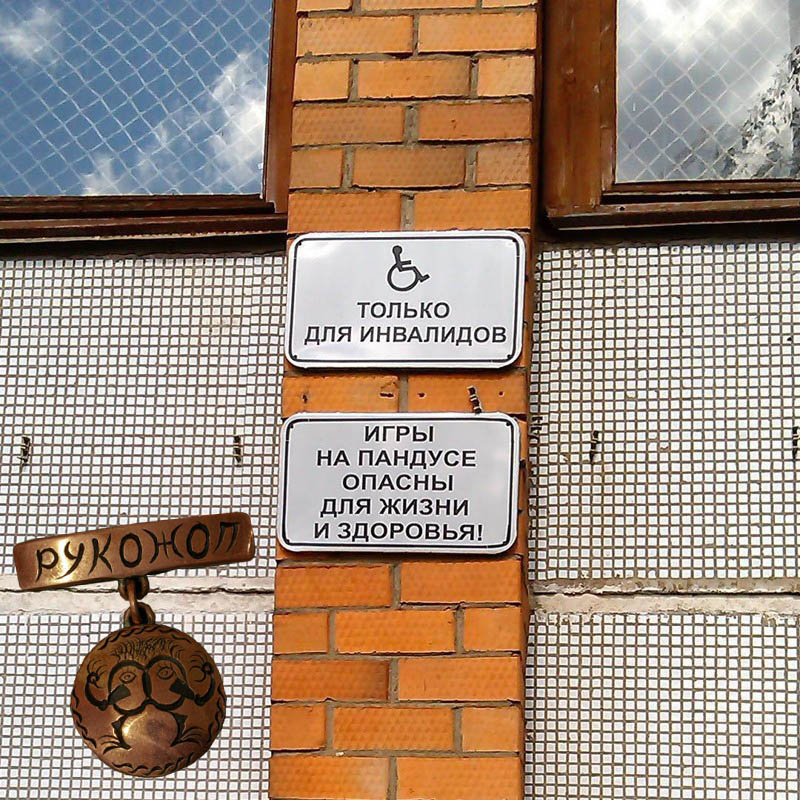 ТОЛЬКО
ДЛЯ ИНВАЛИДОВ
ИГРЫ
НА ПАНДУСЕ
ОПАСНЫ
ДЛЯ ЖИЗНИ
И ЗДОРОВЬЯ!
РУКОЖОП